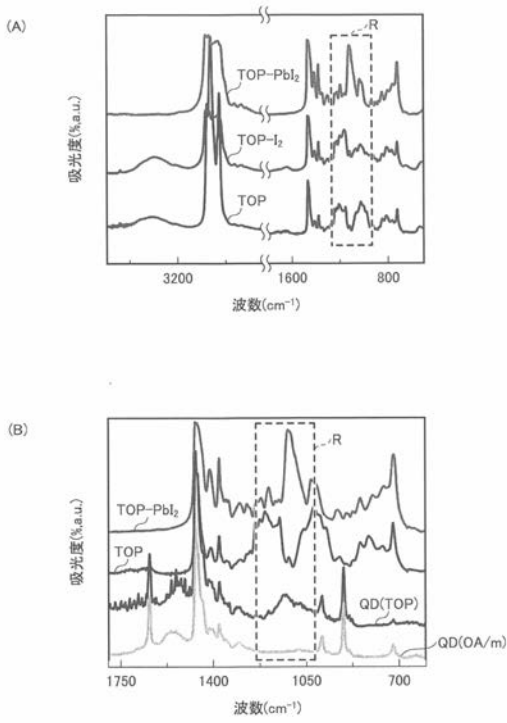 (A)
R
TOP-PbI₂
TOP-I₂
TOP
吸光度(%,a.u.)
3200
1600
800
波数(cm⁻¹)
(B)
R
TOP-PbI₂
TOP
QD(TOP)
QD(OA/m)
吸光度(%,a.u.)
1750
1400
1050
700
波数(cm⁻¹)